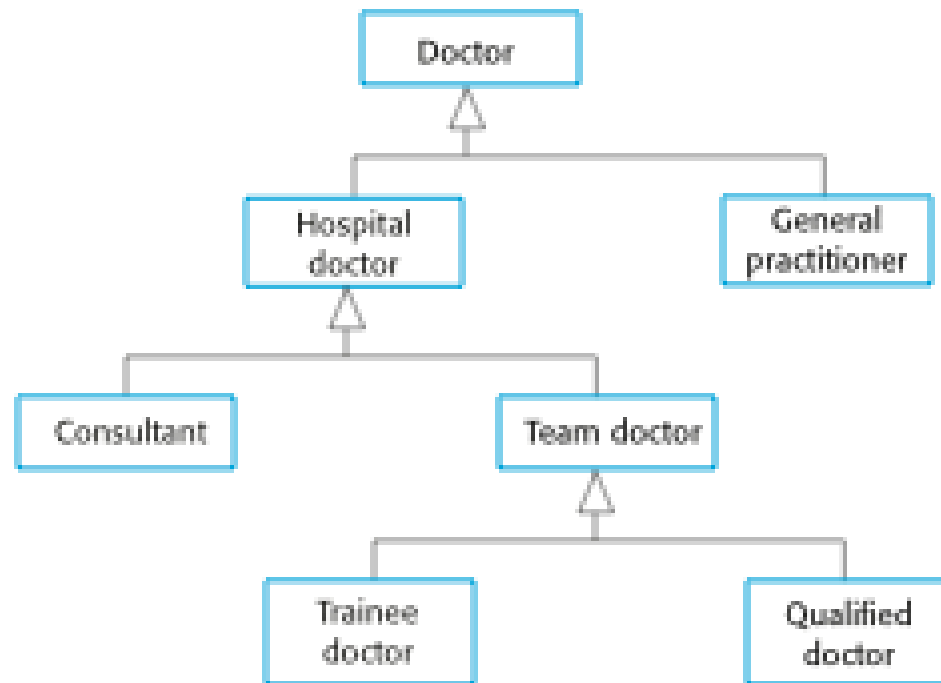 Doctor
Hospital
doctor
General
practitioner
Consultant
Team doctor
Trainee
doctor
Qualified
doctor